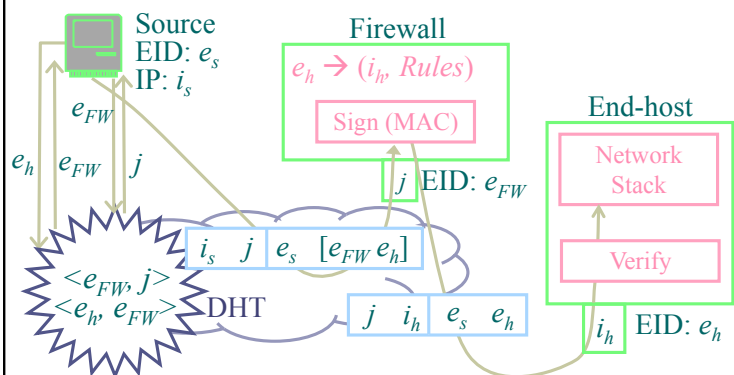 Source
EID: e_s
IP: i_s
Firewall
e_h → (i_h, Rules)
Sign (MAC)
j EID: e_FW
End-host
Network
Stack
Verify
i_h EID: e_h
e_h
e_FW
e_FW
j
<e_FW, j>
<e_h, e_FW>
DHT
i_s j e_s [e_FW e_h]
j i_h e_s e_h